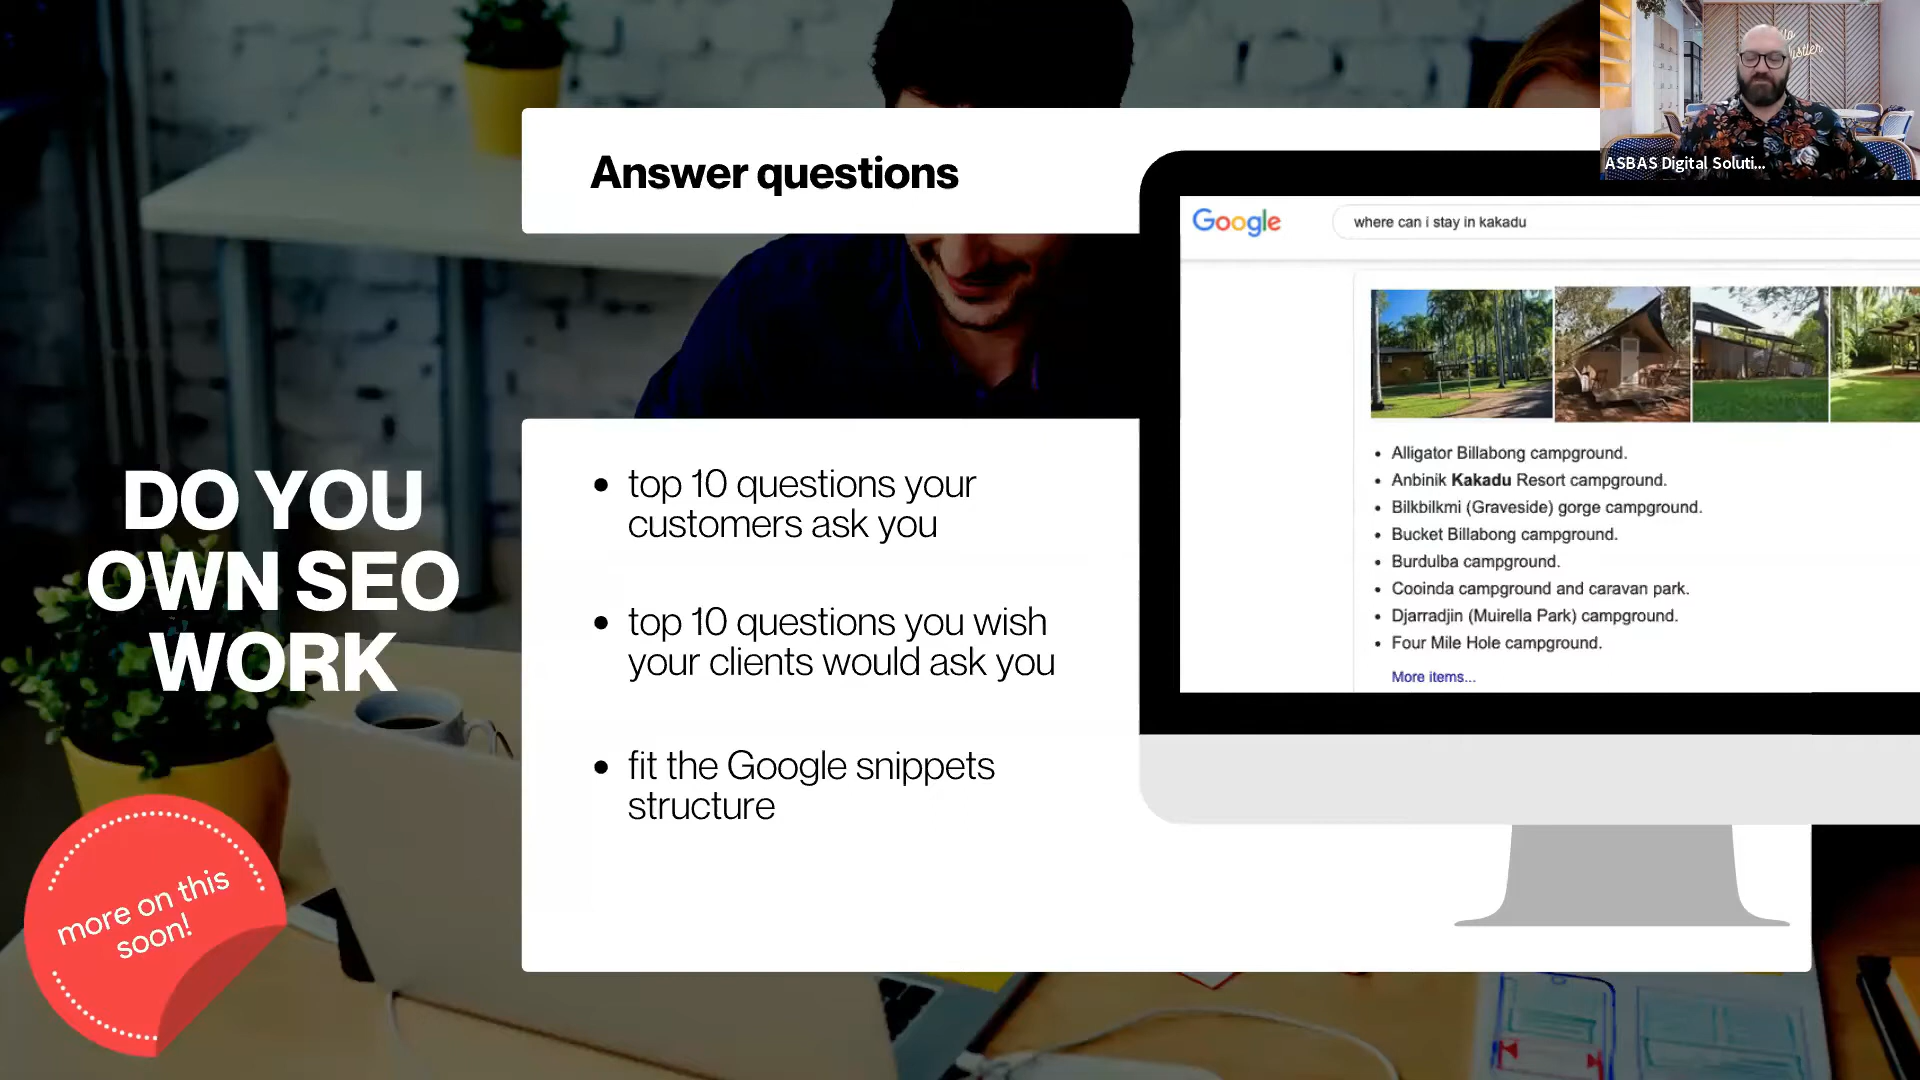 Answer questions
ASBAS Digital Soluti...
Google
where can i stay in kakadu
DO YOU
OWN SEO
WORK
top 10 questions your
customers ask you
top 10 questions you wish
your clients would ask you
fit the Google snippets
structure
Alligator Billabong campground.
Anbinik Kakadu Resort campground.
Bilkbilkmi (Graveside) gorge campground.
Bucket Billabong campground.
Burdulba campground.
Cooinda campground and caravan park.
Djarradjin (Muirella Park) campground.
Four Mile Hole campground.
More items...
more on this
soon!